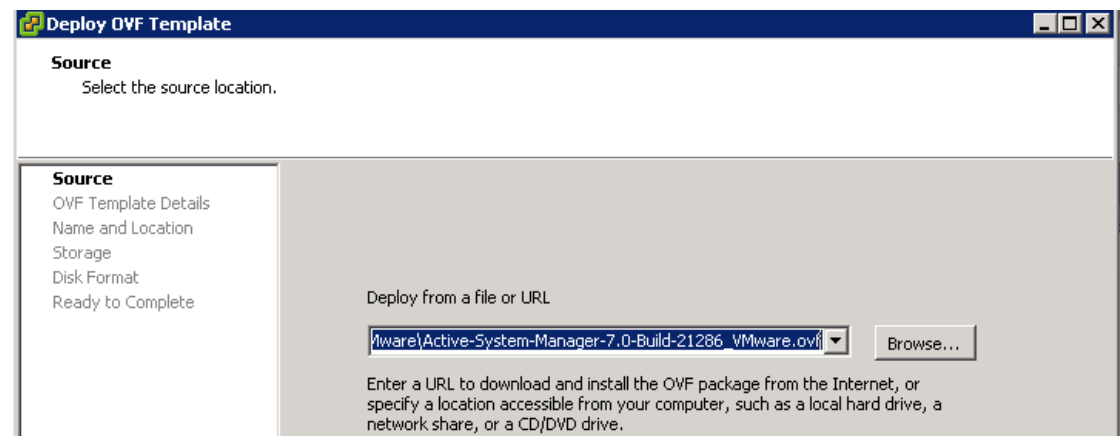 Deploy OVF Template
Source
Select the source location.
Source
OVF Template Details
Name and Location
Storage
Disk Format
Ready to Complete
Deploy from a file or URL
Mware\Active-System-Manager-7.0-Build-21286_VMware.ovf
Browse...
Enter a URL to download and install the OVF package from the Internet, or
specify a location accessible from your computer, such as a local hard drive, a
network share, or a CD/DVD drive.